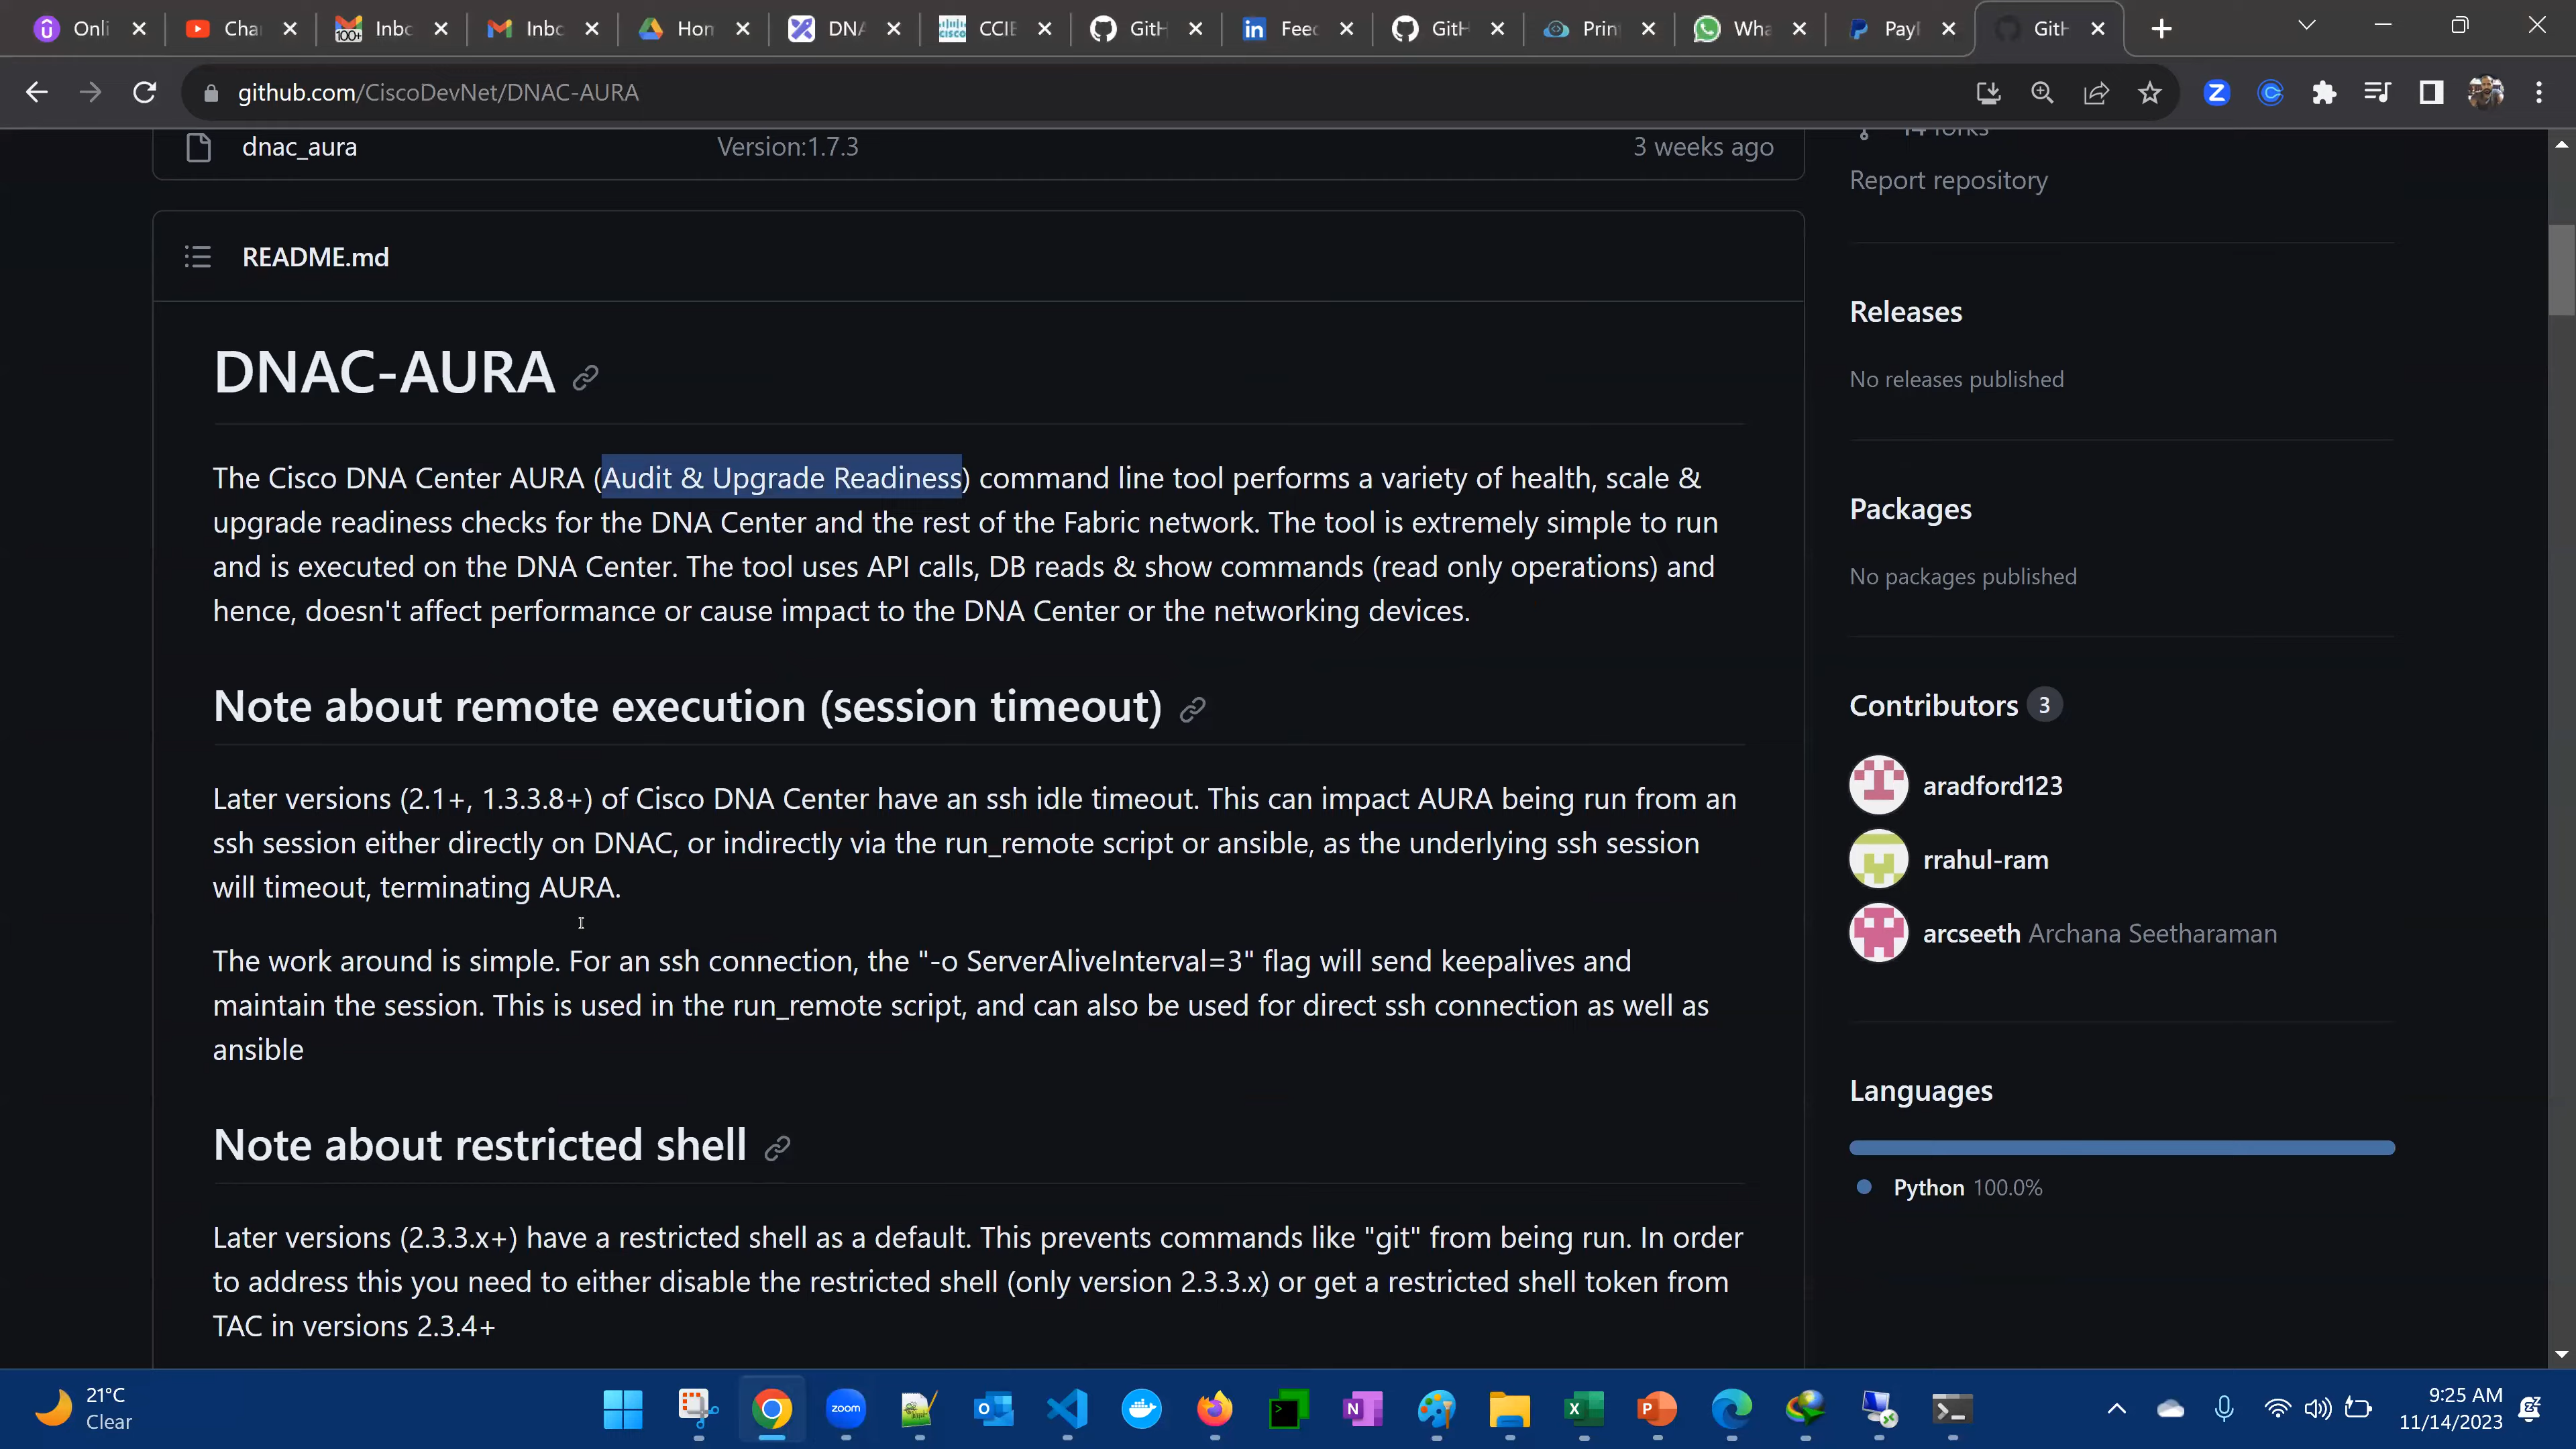 Onli
Cha
Inbc
Inbc
Hon
DNA
CCIE
GitH
Feed
GitH
Prin
Wha
PayP
GitH
github.com/CiscoDevNet/DNAC-AURA
dnac_aura Version:1.7.3 3 weeks ago
14 forks
Report repository
README.md
DNAC-AURA
The Cisco DNA Center AURA (Audit & Upgrade Readiness) command line tool performs a variety of health, scale &
upgrade readiness checks for the DNA Center and the rest of the Fabric network. The tool is extremely simple to run
and is executed on the DNA Center. The tool uses API calls, DB reads & show commands (read only operations) and
hence, doesn't affect performance or cause impact to the DNA Center or the networking devices.
Note about remote execution (session timeout)
Later versions (2.1+, 1.3.3.8+) of Cisco DNA Center have an ssh idle timeout. This can impact AURA being run from an
ssh session either directly on DNAC, or indirectly via the run_remote script or ansible, as the underlying ssh session
will timeout, terminating AURA.
The work around is simple. For an ssh connection, the "-o ServerAliveInterval=3" flag will send keepalives and
maintain the session. This is used in the run_remote script, and can also be used for direct ssh connection as well as
ansible
Note about restricted shell
Later versions (2.3.3.x+) have a restricted shell as a default. This prevents commands like "git" from being run. In order
to address this you need to either disable the restricted shell (only version 2.3.3.x) or get a restricted shell token from
TAC in versions 2.3.4+
Releases
No releases published
Packages
No packages published
Contributors 3
aradford123
rrahul-ram
arcseeth Archana Seetharaman
Languages
Python 100.0%
21°C
Clear
zoom
9:25 AM
11/14/2023